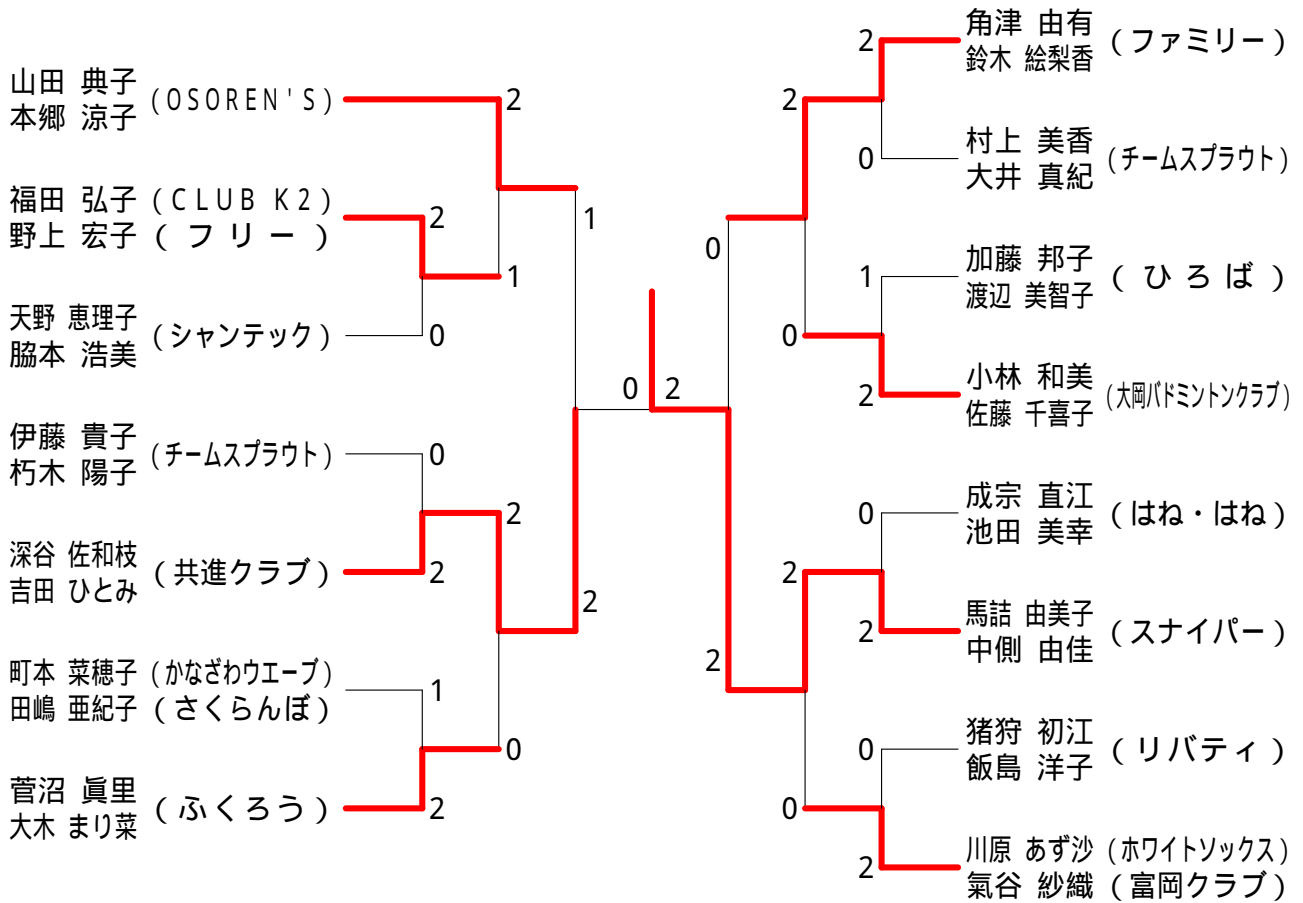 山田 典子
本郷 涼子
(OSOREN'S)
2
福田 弘子 (CLUB K2)
野上 宏子 (フリー)
2
1
天野 恵理子
脇本 浩美
(シャンテック)
0
1
伊藤 貴子
朽木 陽子
(チームスプラウト)
0
2
深谷 佐和枝
吉田 ひとみ
(共進クラブ)
2
2
町本 菜穂子 (かなざわウエーブ)
田嶋 亜紀子 (さくらんぼ)
1
0
菅沼 眞里
大木 まり菜
(ふくろう)
2
0 2
角津 由有
鈴木 絵梨香
(ファミリー)
2
2
村上 美香
大井 真紀
(チームスプラウト)
0
0
加藤 邦子
渡辺 美智子
(ひろば)
1
0
小林 和美
佐藤 千喜子
(大岡バドミントンクラブ)
2
成宗 直江
池田 美幸
(はね・はね)
0
2
馬詰 由美子
中側 由佳
(スナイパー)
2
2
猪狩 初江
飯島 洋子
(リバティ)
0
0
川原 あず沙 (ホワイトソックス)
氣谷 紗織 (富岡クラブ)
2